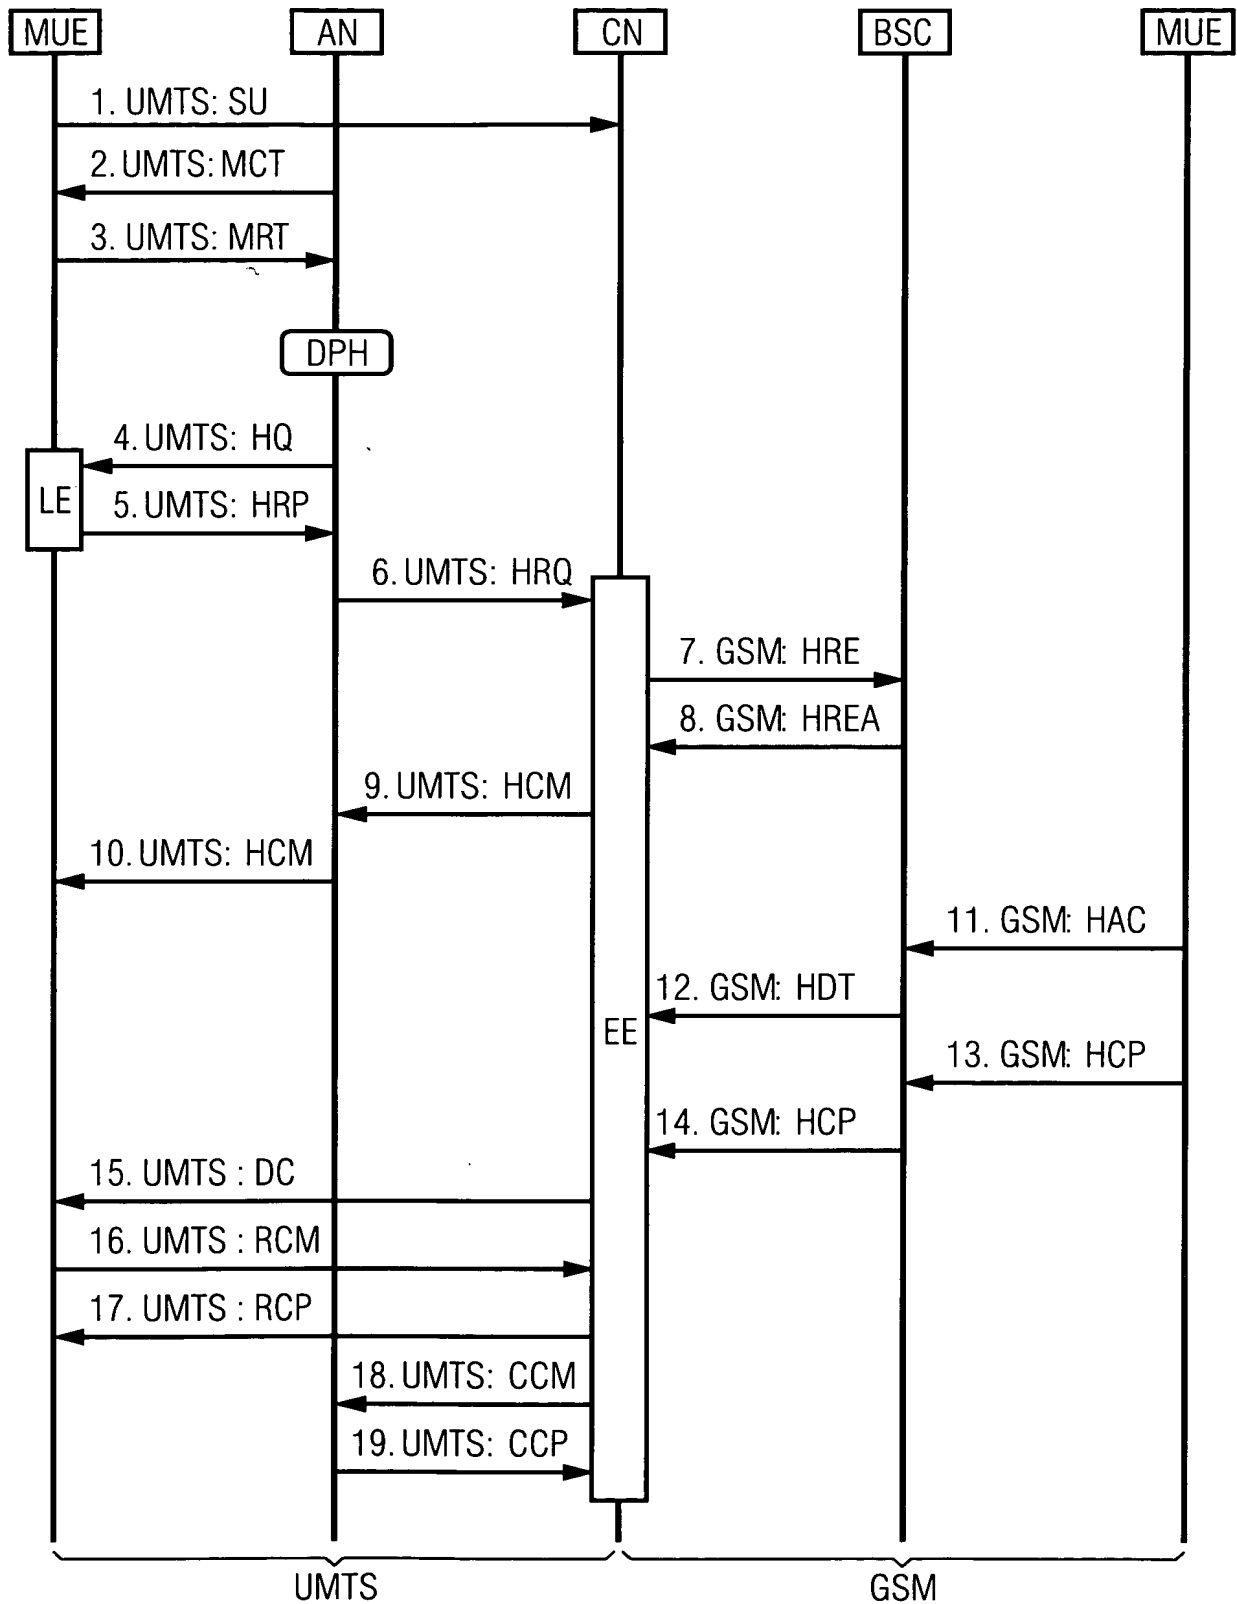 MUE AN CN BSC MUE
1. UMTS: SU
2. UMTS: MCT
3. UMTS: MRT
DPH
4. UMTS: HQ
LE
5. UMTS: HRP
6. UMTS: HRQ
7. GSM: HRE
8. GSM: HREA
9. UMTS: HCM
10. UMTS: HCM
11. GSM: HAC
12. GSM: HDT
EE
13. GSM: HCP
14. GSM: HCP
15. UMTS : DC
16. UMTS : RCM
17. UMTS : RCP
18. UMTS: CCM
19. UMTS: CCP
UMTS GSM